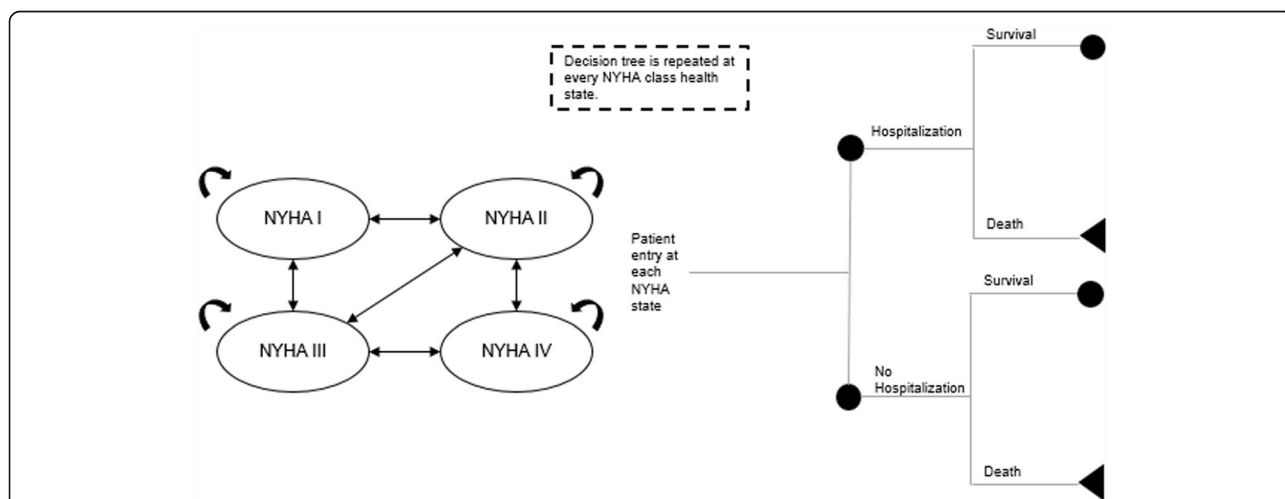 Decision tree is repeated at
every NYHA class health
state.
NYHA I
NYHA II
NYHA III
NYHA IV
Patient
entry at
each
NYHA
state
Hospitalization
Survival
Death
No
Hospitalization
Survival
Death